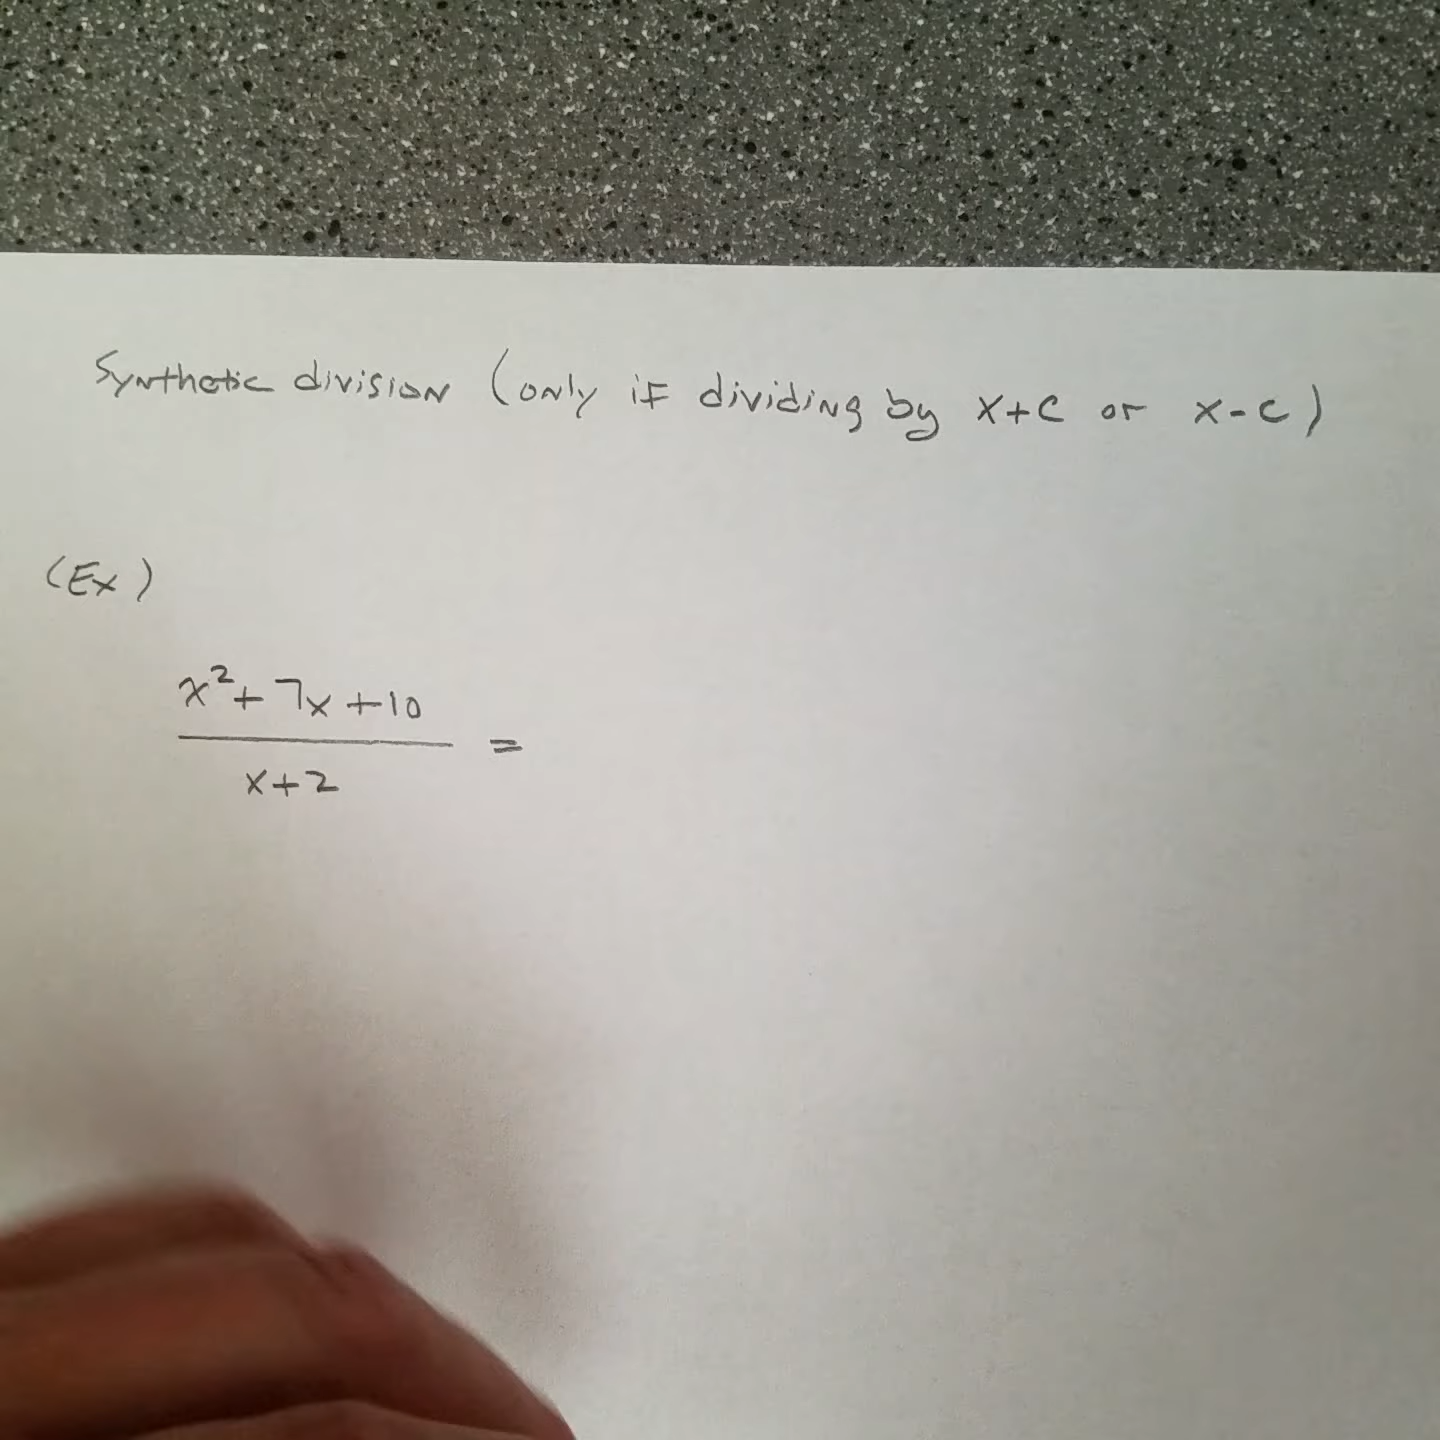 Synthetic division (only if dividing by x+c or x-c)
(Ex)
x²+7x+10
x+2
=